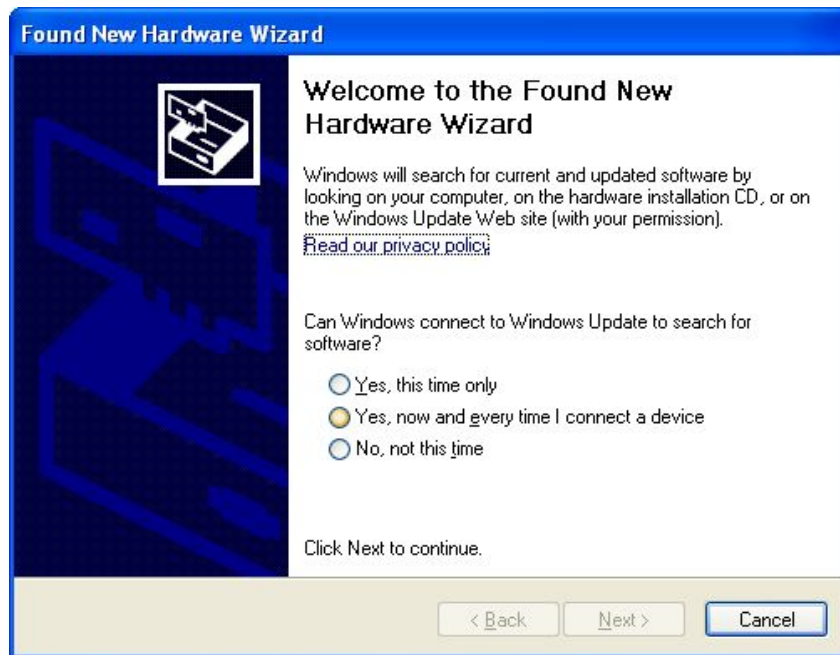 Found New Hardware Wizard
Welcome to the Found New
Hardware Wizard
Windows will search for current and updated software by
looking on your computer, on the hardware installation CD, or on
the Windows Update Web site (with your permission).
Read our privacy policy
Can Windows connect to Windows Update to search for
software?
Yes, this time only
Yes, now and every time I connect a device
No, not this time
Click Next to continue.
< Back Next > Cancel